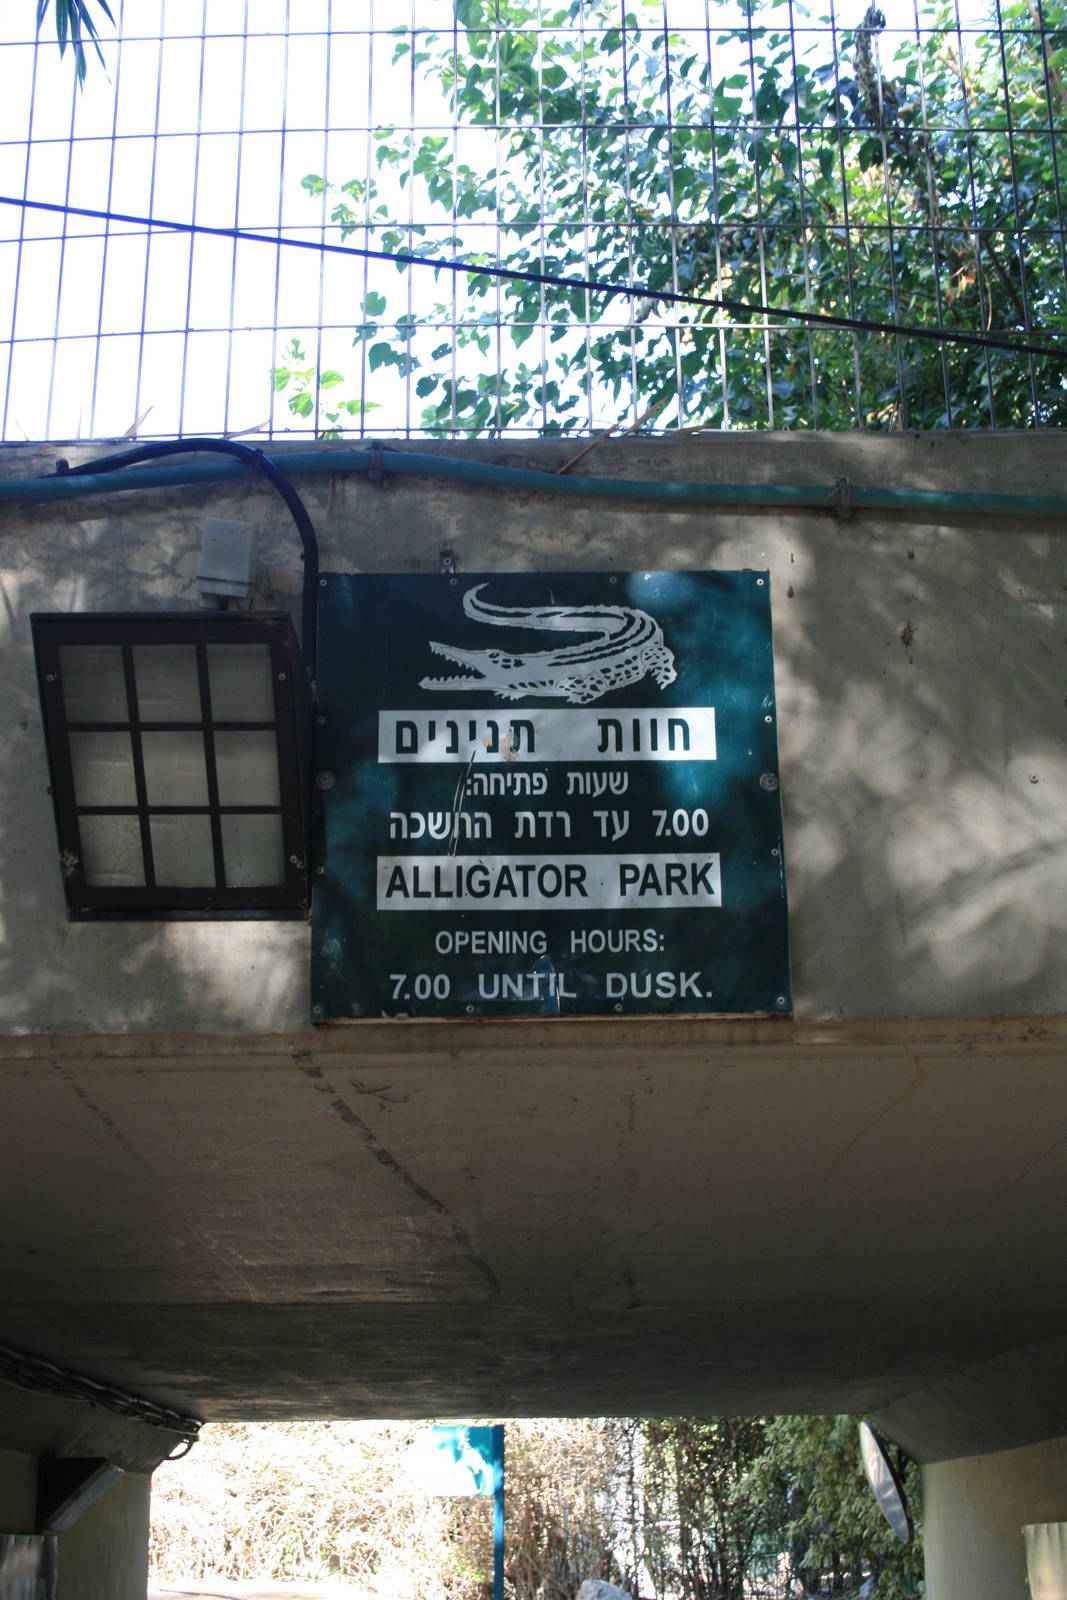 חוות תנינים
שעות פתיחה:
7.00 עד רדת החשכה
ALLIGATOR PARK
OPENING HOURS:
7.00 UNTIL DUSK.